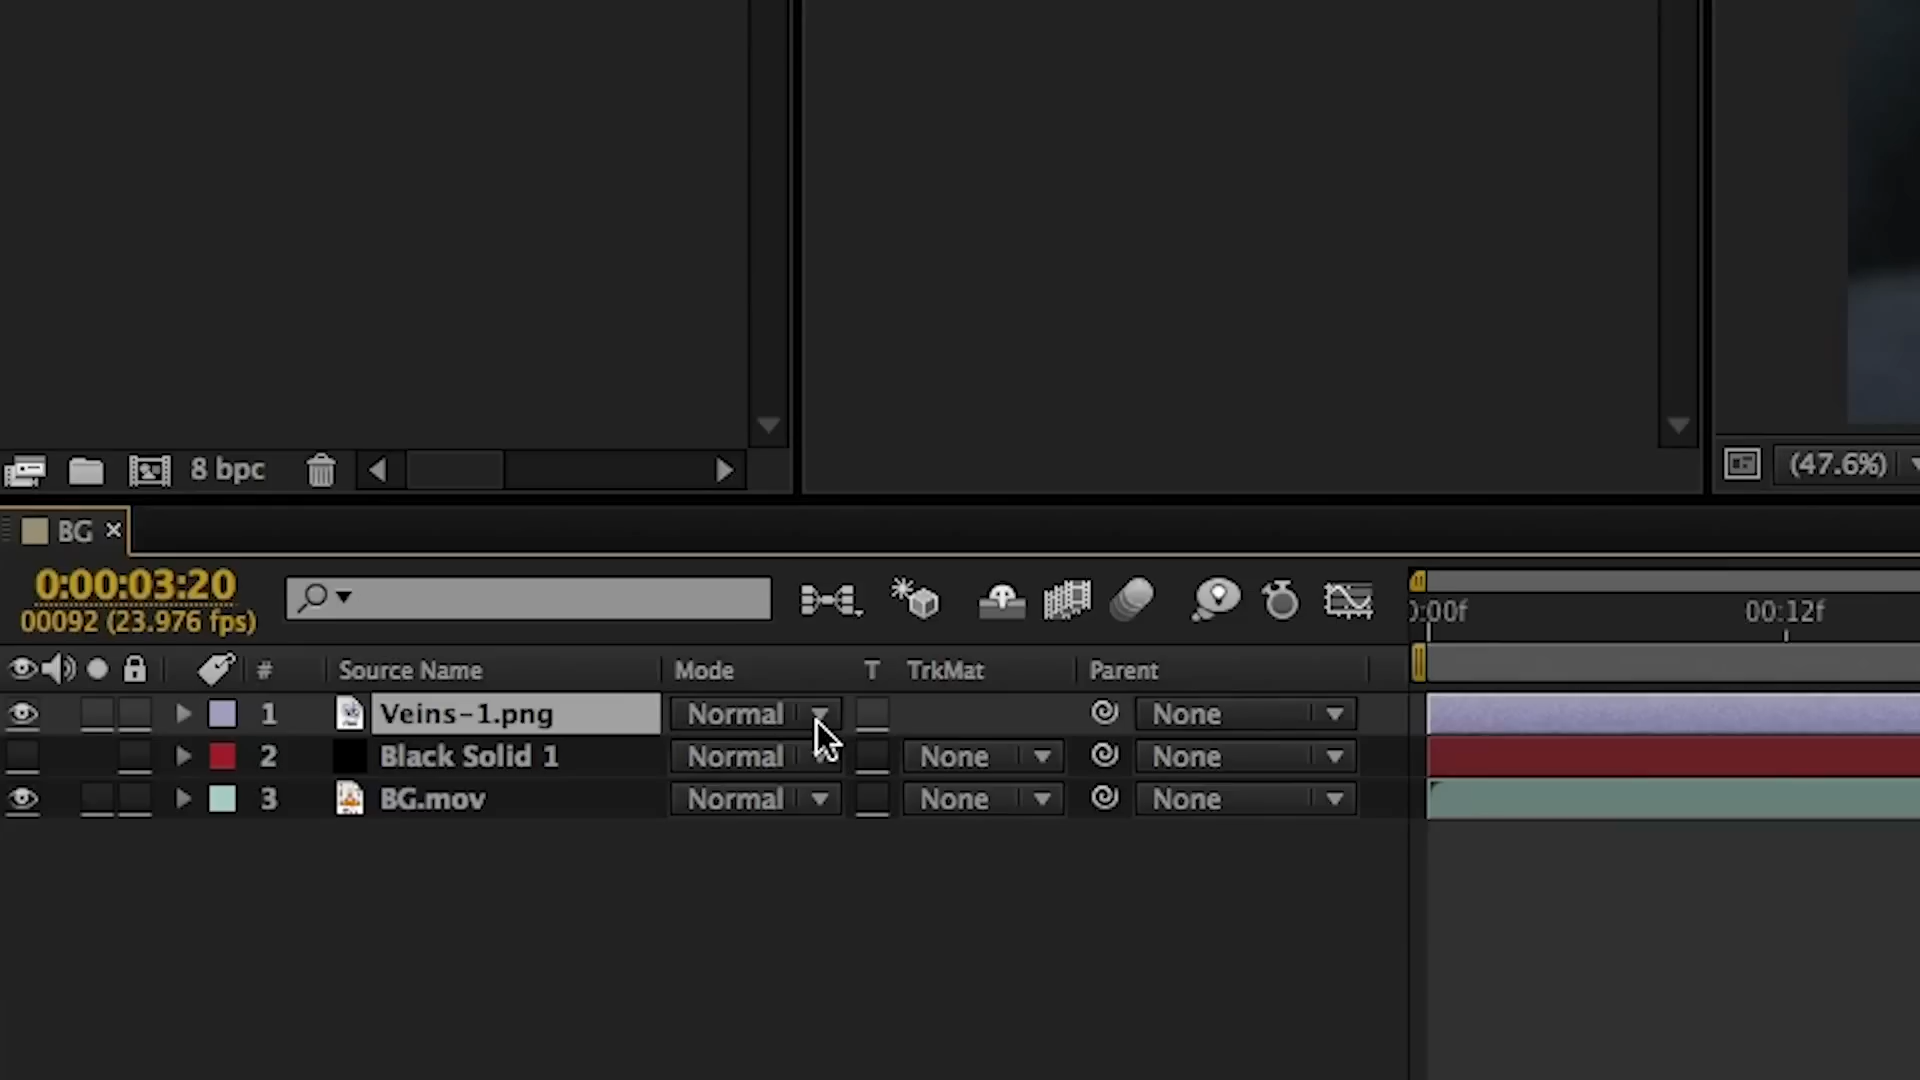 8 bpc
(47.6%)
BG ×
0:00:03:20
00092 (23.976 fps)
0:00f 00:12f
# Source Name Mode T TrkMat Parent
1 Veins-1.png Normal None
2 Black Solid 1 Normal None None
3 BG.mov Normal None None